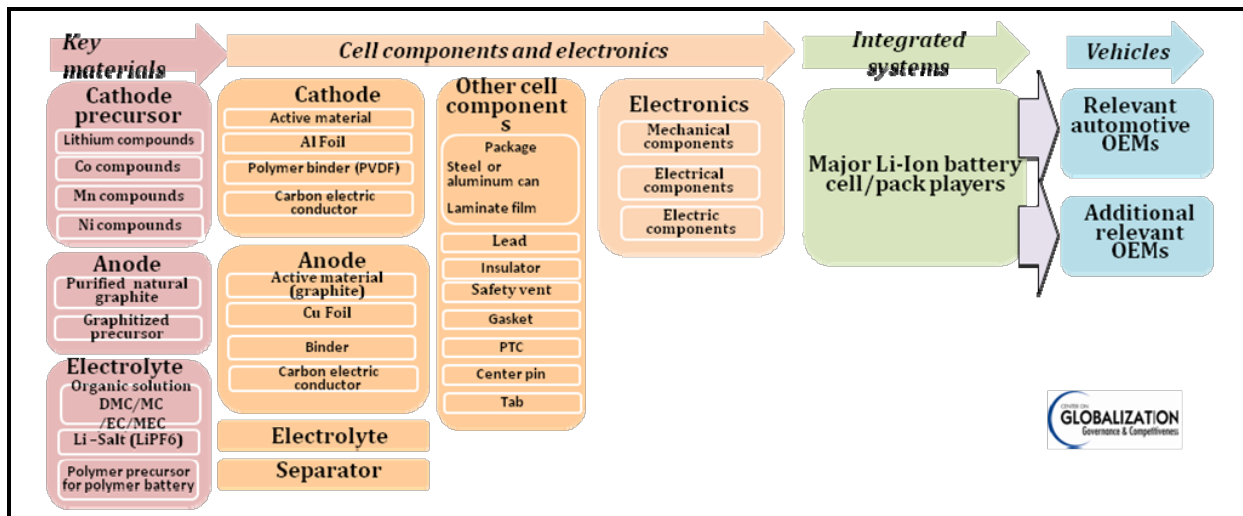 Key
materials
Cell components and electronics
Integrated
systems
Vehicles
Cathode
precursor
Lithium compounds
Co compounds
Mn compounds
Ni compounds
Anode
Purified natural
graphite
Graphitized
precursor
Electrolyte
Organic solution
DMC/MC
/EC/MEC
Li –Salt (LiPF6)
Polymer precursor
for polymer battery
Cathode
Active material
Al Foil
Polymer binder (PVDF)
Carbon electric
conductor
Anode
Active material
(graphite)
Cu Foil
Binder
Carbon electric
conductor
Electrolyte
Separator
Other cell
component
s
Package
Steel or
aluminum can
Laminate film
Lead
Insulator
Safety vent
Gasket
PTC
Center pin
Tab
Electronics
Mechanical
components
Electrical
components
Electric
components
Major Li-Ion battery
cell/pack players
Relevant
automotive
OEMs
Additional
relevant
OEMs
CENTER ON
GLOBALIZATION
Governance & Competitiveness